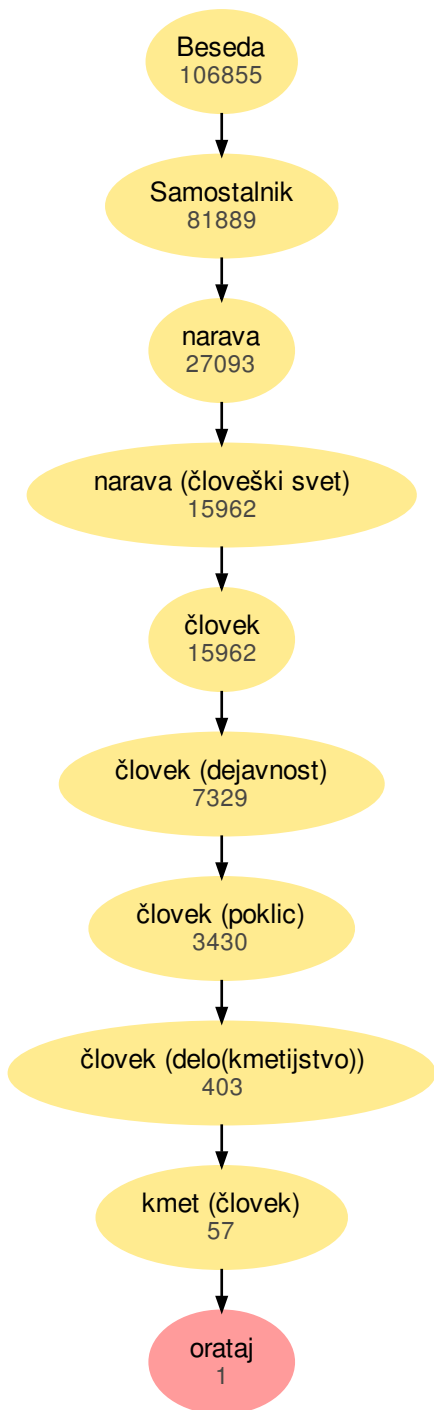 Beseda
106855
Samostalnik
81889
narava
27093
narava (človeški svet)
15962
človek
15962
človek (dejavnost)
7329
človek (poklic)
3430
človek (delo(kmetijstvo))
403
kmet (človek)
57
orataj
1